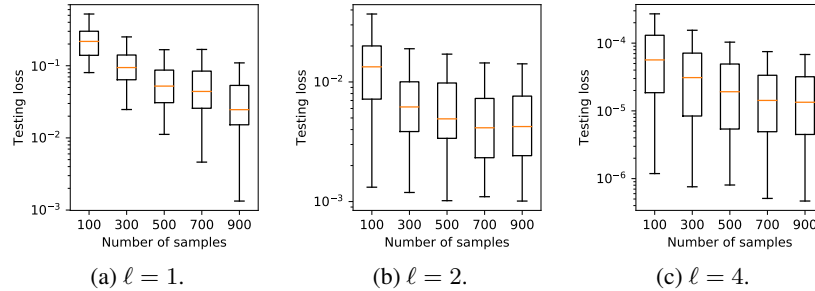 10⁻¹
10⁻²
10⁻³
Testing loss
100 300 500 700 900
Number of samples
(a) ℓ = 1.
10⁻²
10⁻³
Testing loss
100 300 500 700 900
Number of samples
(b) ℓ = 2.
10⁻⁴
10⁻⁵
10⁻⁶
Testing loss
100 300 500 700 900
Number of samples
(c) ℓ = 4.